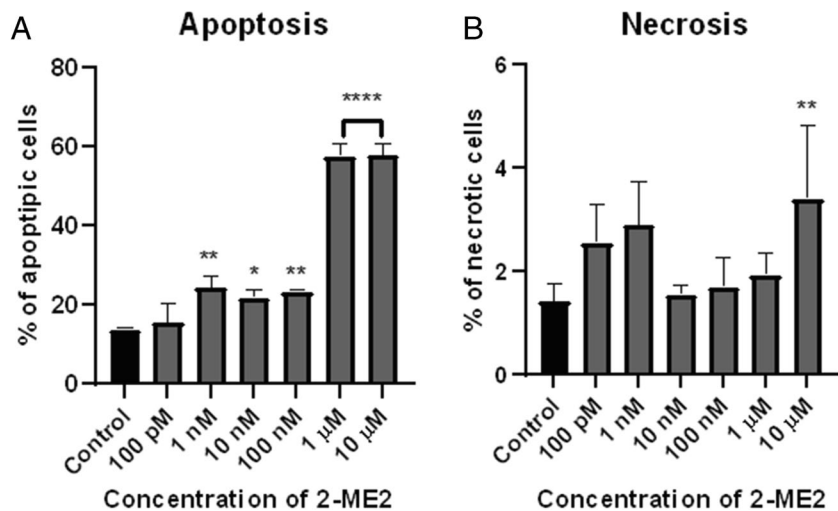 A
Apoptosis
% of apoptipic cells
80
60
40
20
0
**
*
**
****
Control
100 pM
1 nM
10 nM
100 nM
1 μM
10 μM
Concentration of 2-ME2
B
Necrosis
% of necrotic cells
6
4
2
0
**
Control
100 pM
1 nM
10 nM
100 nM
1 μM
10 μM
Concentration of 2-ME2